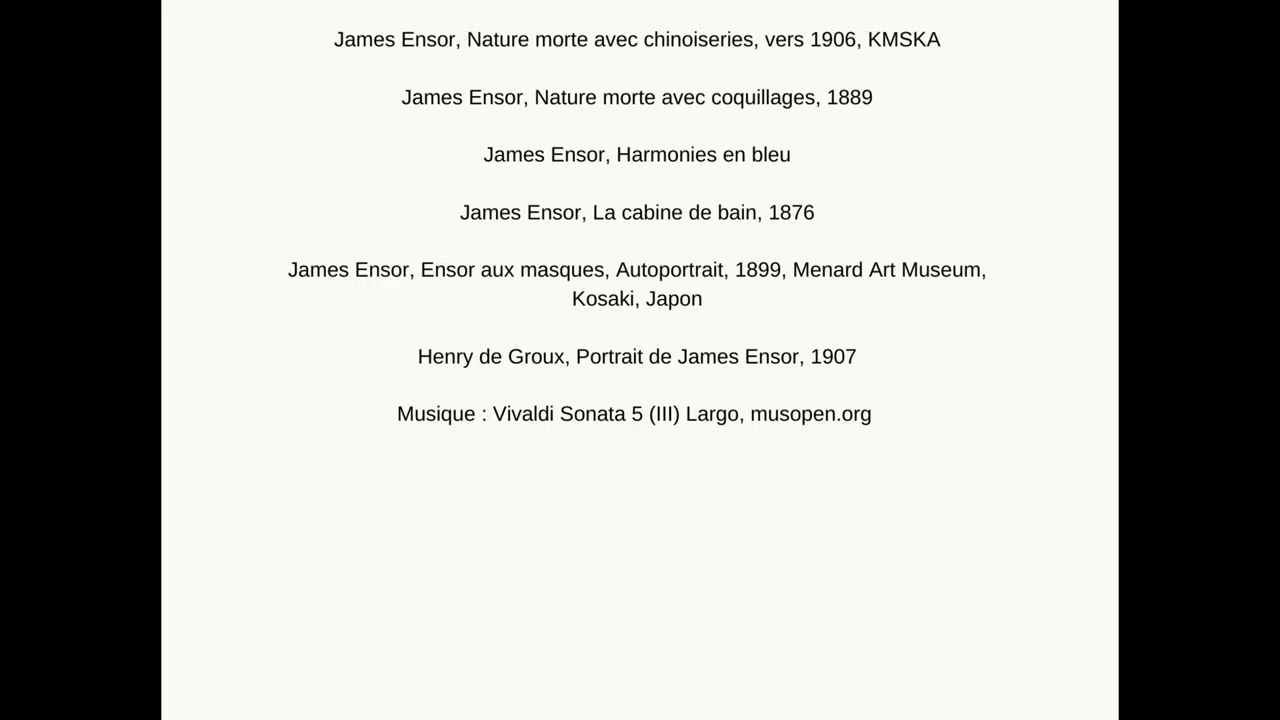 James Ensor, Nature morte avec chinoiseries, vers 1906, KMSKA
James Ensor, Nature morte avec coquillages, 1889
James Ensor, Harmonies en bleu
James Ensor, La cabine de bain, 1876
James Ensor, Ensor aux masques, Autoportrait, 1899, Menard Art Museum,
Kosaki, Japon
Henry de Groux, Portrait de James Ensor, 1907
Musique : Vivaldi Sonata 5 (III) Largo, musopen.org